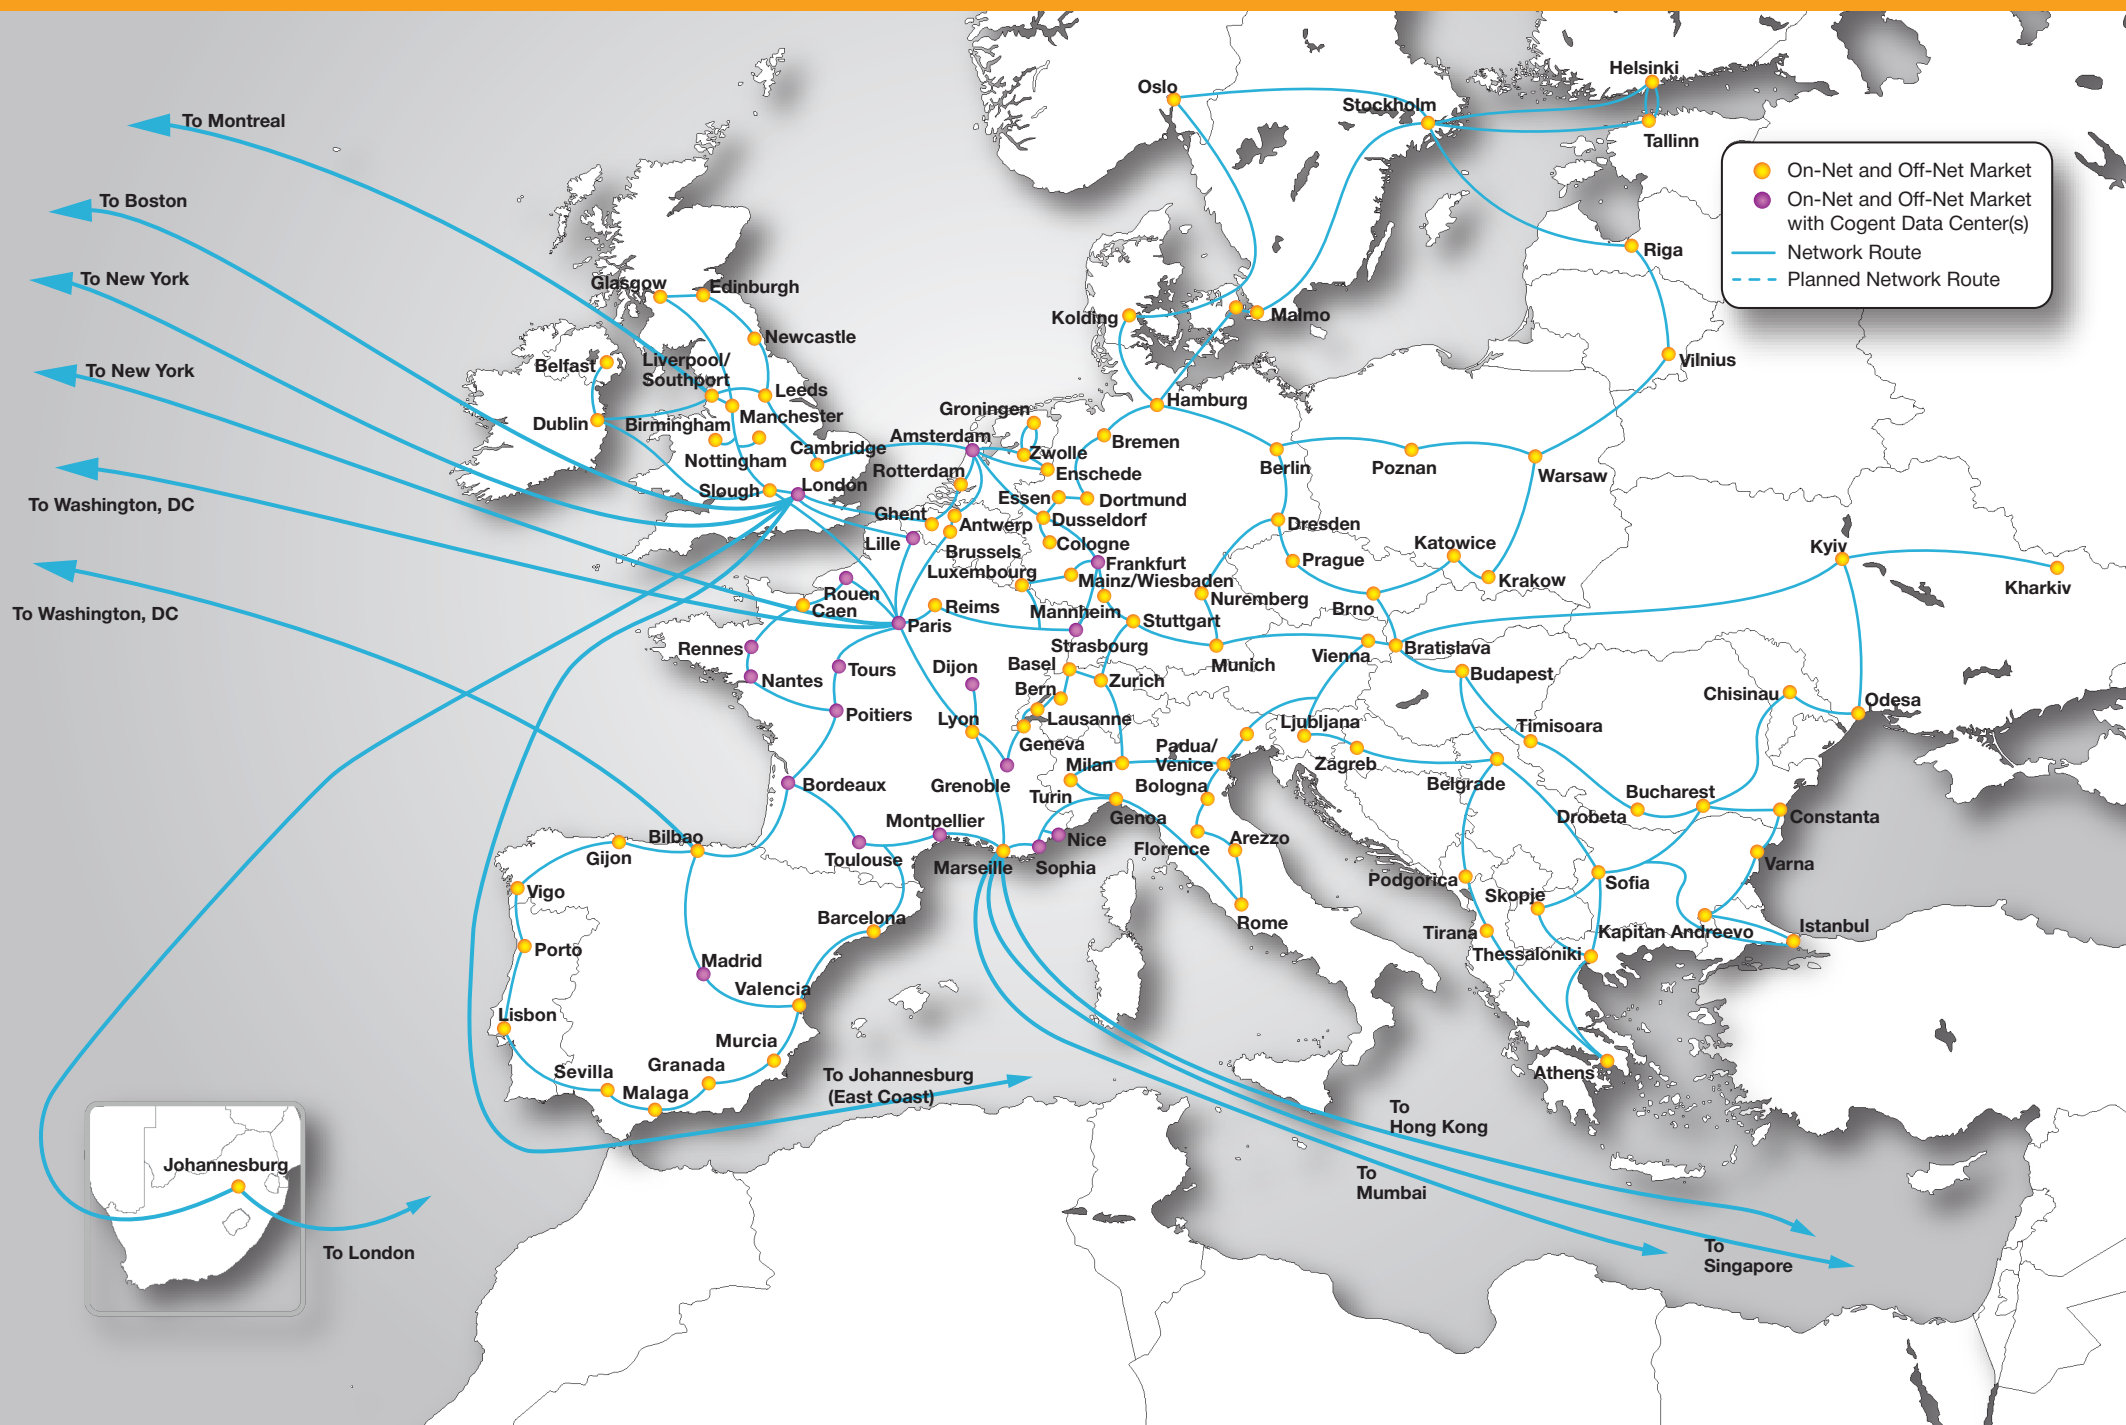 Helsinki
Oslo
Stockholm
To Montreal
Tallinn
On-Net and Off-Net Market
On-Net and Off-Net Market
with Cogent Data Center(s)
Network Route
Planned Network Route
To Boston
Riga
To New York
Glasgow
Edinburgh
Kolding
Malmo
Newcastle
Belfast
Liverpool/
Southport
Vilnius
To New York
Leeds
Hamburg
Groningen
Manchester
Dublin
Birmingham
Amsterdam
Bremen
Cambridge
Zwolle
Nottingham
Rotterdam
Enschede
Berlin
Poznan
Warsaw
Slough
London
Essen
Dortmund
To Washington, DC
Ghent
Antwerp
Dusseldorf
Dresden
Lille
Brussels
Cologne
Katowice
Kyiv
Frankfurt
Prague
Luxembourg
Mainz/Wiesbaden
Krakow
Kharkiv
Rouen
Caen
Reims
Mannheim
Nuremberg
Brno
To Washington, DC
Paris
Stuttgart
Rennes
Strasbourg
Vienna
Bratislava
Tours
Dijon
Basel
Munich
Nantes
Bern
Zurich
Budapest
Chisinau
Odesa
Poitiers
Lyon
Lausanne
Ljubljana
Timisoara
Geneva
Padua/
Venice
Milan
Zagreb
Bordeaux
Grenoble
Turin
Bologna
Belgrade
Bucharest
Montpellier
Genoa
Drobeta
Constanta
Bilbao
Nice
Arezzo
Gijon
Toulouse
Florence
Marseille
Sophia
Varna
Vigo
Podgorica
Sofia
Skopje
Barcelona
Rome
Tirana
Kapitan Andreevo
Istanbul
Porto
Thessaloniki
Madrid
Valencia
Lisbon
Murcia
Granada
Sevilla
Malaga
To Johannesburg
(East Coast)
Athens
To
Hong Kong
Johannesburg
To
Mumbai
To London
To
Singapore